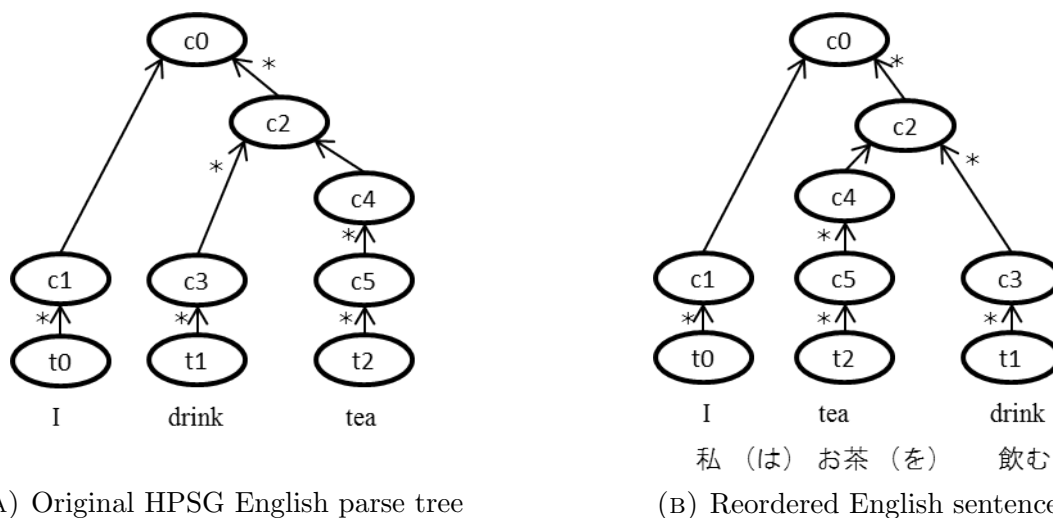 c0
*
c2
*
c4
*
c1
c3
c5
*
*
*
t0
t1
t2
I
drink
tea
A) Original HPSG English parse tree
c0
*
c2
*
c4
*
c1
c5
c3
*
*
*
t0
t2
t1
I
tea
drink
私 （は） お茶 （を） 飲む
(B) Reordered English sentence